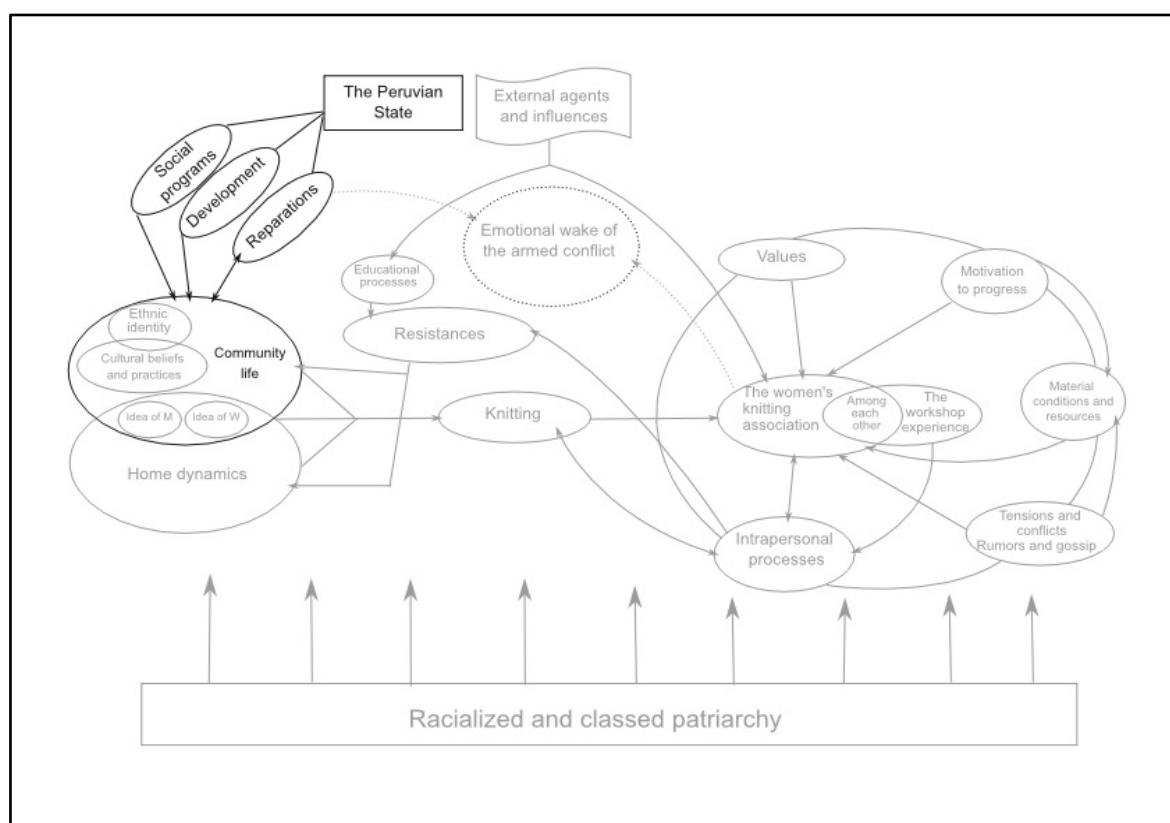 The Peruvian
State
External agents
and influences
Social
programs
Development
Reparations
Emotional wake of
the armed conflict
Educational
processes
Values
Motivation
to progress
Ethnic
identity
Cultural beliefs
and practices
Community
life
Resistances
Idea of M
Idea of W
Home dynamics
Knitting
The women's
knitting
association
Among
each
other
The
workshop
experience
Material
conditions and
resources
Intrapersonal
processes
Tensions and
conflicts
Rumors and gossip
Racialized and classed patriarchy